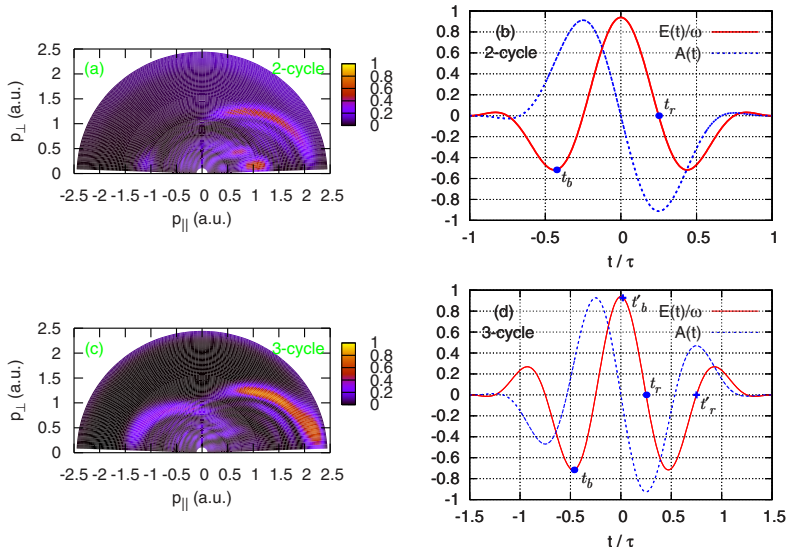 (a)
2-cycle
2.5
2
1.5
1
0.5
0
p⊥ (a.u.)
-2.5 -2 -1.5 -1 -0.5 0 0.5 1 1.5 2 2.5
p|| (a.u.)
1
0.8
0.6
0.4
0.2
0
(b)
2-cycle
E(t)/ω
A(t)
1
0.8
0.6
0.4
0.2
0
-0.2
-0.4
-0.6
-0.8
-1
t_r
t_b
-1 -0.5 0 0.5 1
t / τ
(c)
3-cycle
2.5
2
1.5
1
0.5
0
p⊥ (a.u.)
-2.5 -2 -1.5 -1 -0.5 0 0.5 1 1.5 2 2.5
p|| (a.u.)
1
0.8
0.6
0.4
0.2
0
(d)
3-cycle
E(t)/ω
A(t)
1
0.8
0.6
0.4
0.2
0
-0.2
-0.4
-0.6
-0.8
-1
t'_b
t_r
t'_r
t_b
-1.5 -1 -0.5 0 0.5 1 1.5
t / τ